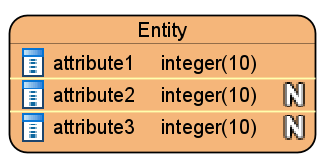 Entity
attribute1 integer(10)
attribute2 integer(10) N
attribute3 integer(10) N